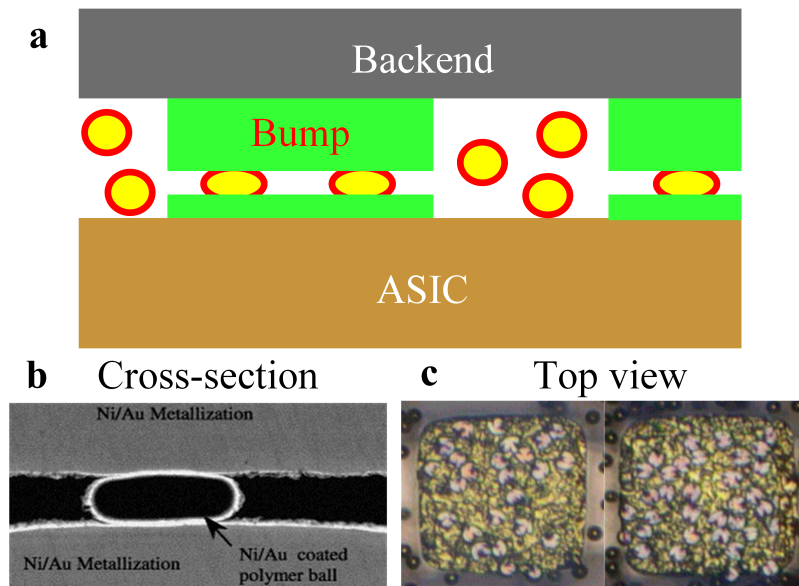 a
Backend
Bump
ASIC
b Cross-section
c Top view
Ni/Au Metallization
Ni/Au Metallization
Ni/Au coated
polymer ball